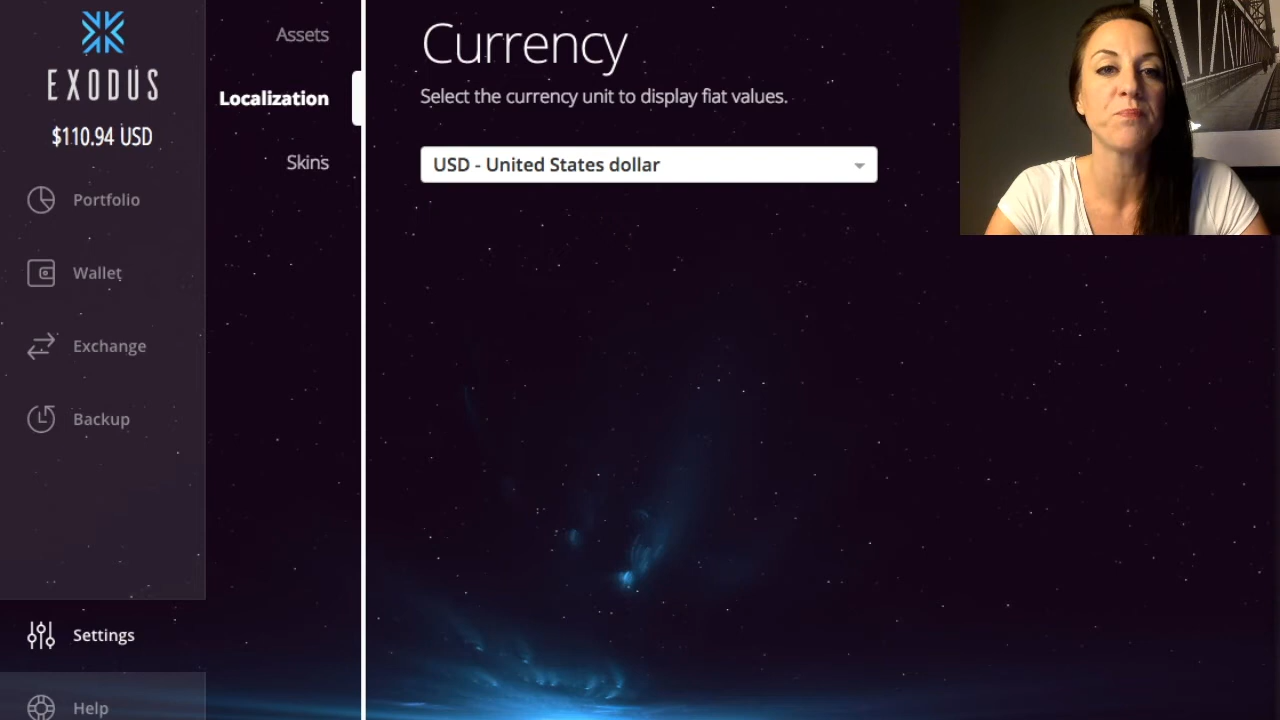 EXODUS
$110.94 USD
Portfolio
Wallet
Exchange
Backup
Settings
Help
Assets
Localization
Skins
Currency
Select the currency unit to display fiat values.
USD - United States dollar